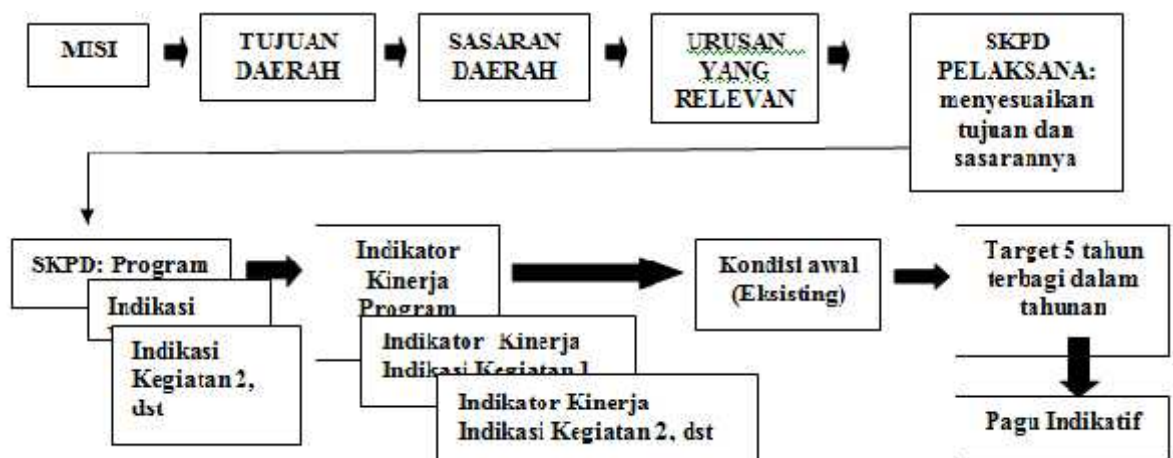 MISI
TUJUAN
DAERAH
SASARAN
DAERAH
URUSAN
YANG
RELEVAN
SKPD
PELAKSANA:
menyesuaikan
tujuan dan
sasarannya
SKPD: Program
Indikasi
Indikasi
Kegiatan 2,
dst
Indikator
Kinerja
Program
Indikator Kinerja
Indikasi Kegiatan 1
Indikator Kinerja
Indikasi Kegiatan 2, dst
Kondisi awal
(Eksisting)
Target 5 tahun
terbagi dalam
tahunan
Pagu Indikatif